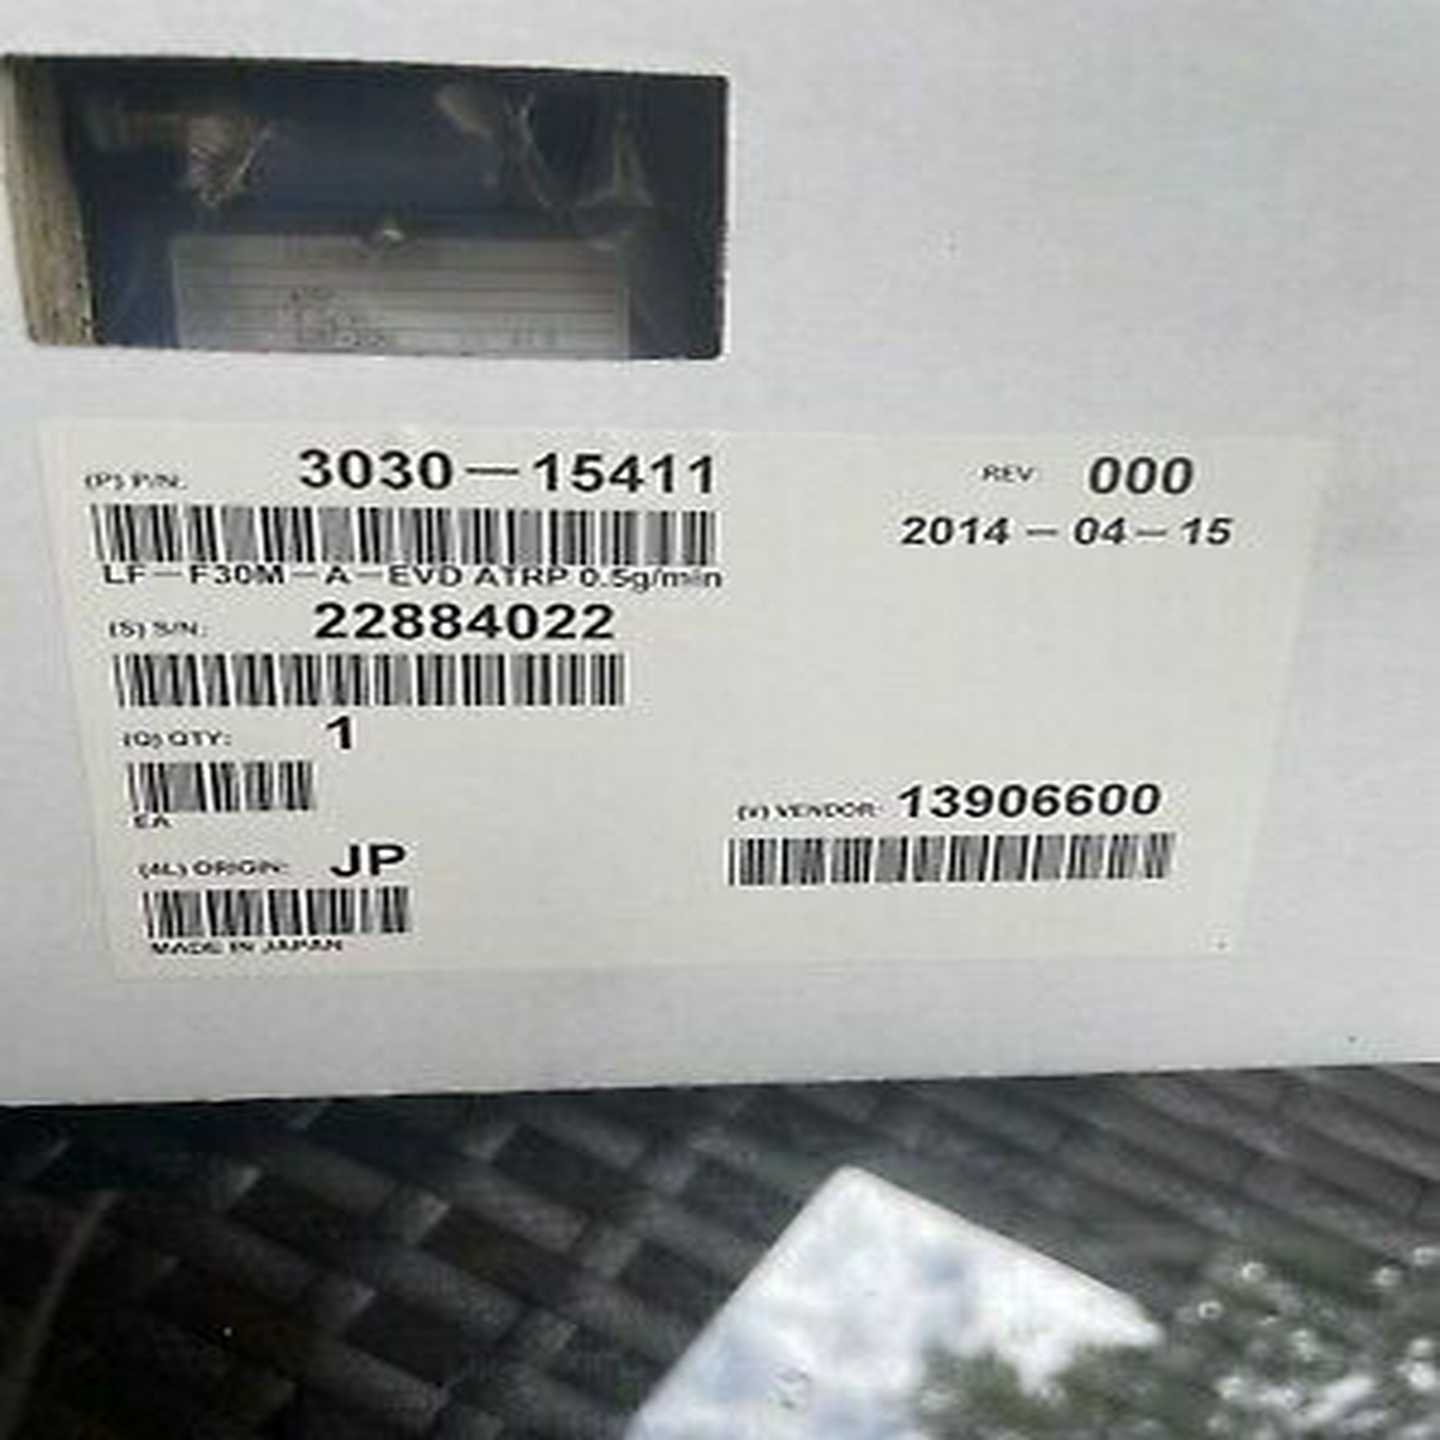 (P) P/N: 3030-15411
REV: 000
2014-04-15
LF-F30M-A-EVD ATRP 0.5g/min
(S) S/N: 22884022
(Q) QTY: 1
EA
(V) VENDOR: 13906600
(4L) ORIGIN: JP
MADE IN JAPAN